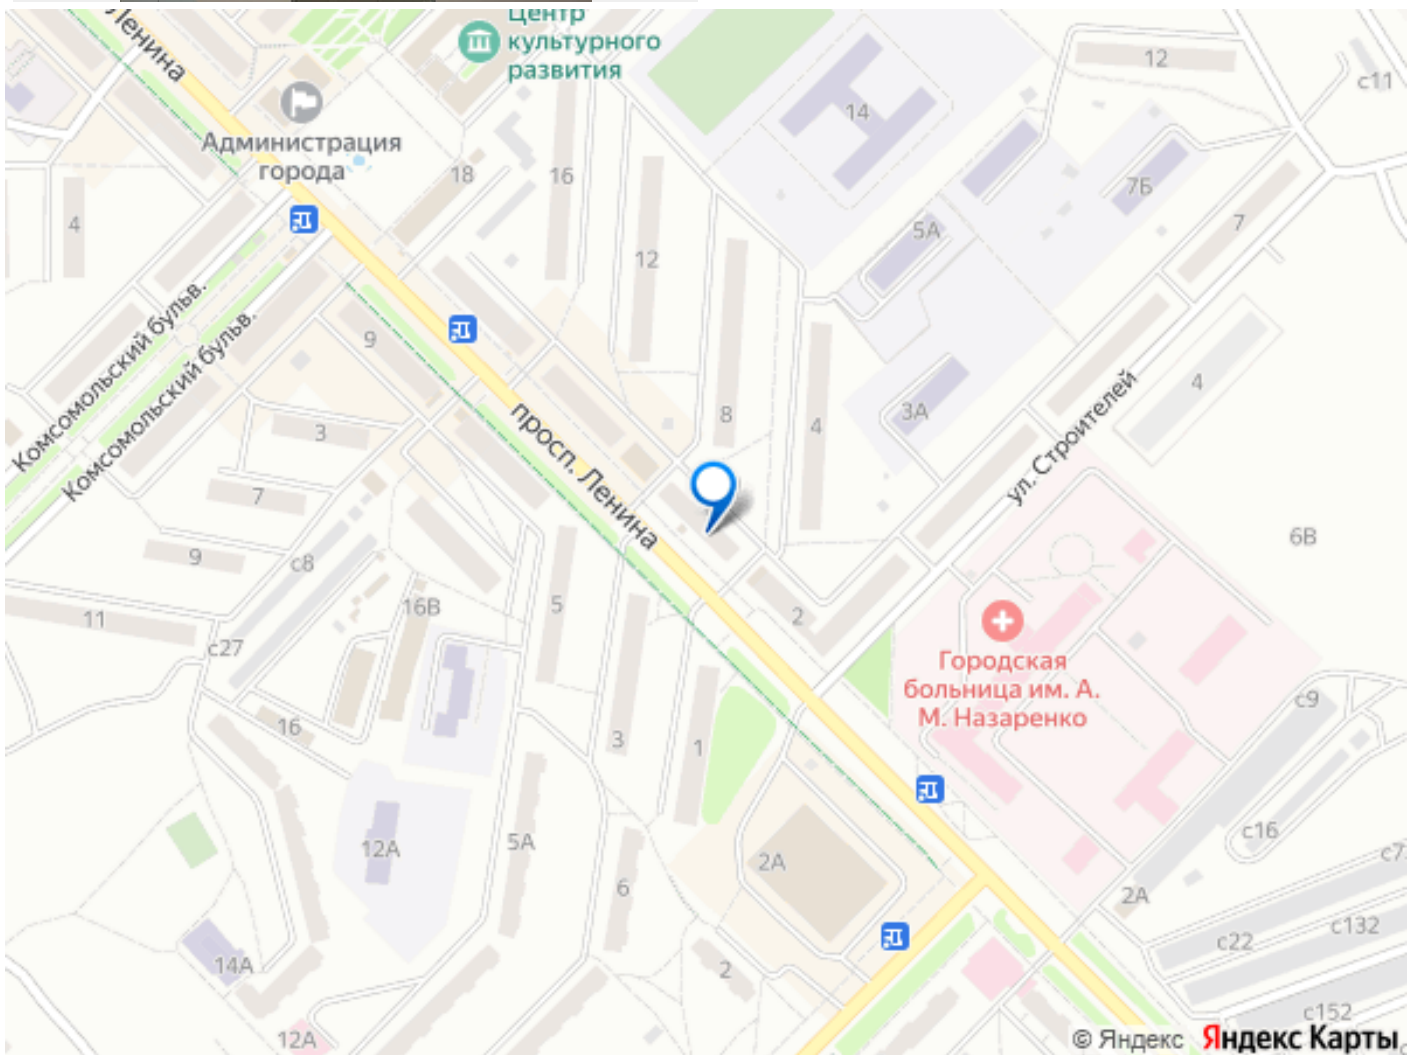 Ленина
Центр
культурного
развития
12
с11
14
Администрация
города
18
16
7Б
4
5А
7
12
Комсомольский бульв.
Комсомольский бульв.
9
просп. Ленина
8
4
3А
4
ул. Строителей
3
7
9
с8
11
16В
5
2
6В
с27
Городская
больница им. А.
М. Назаренко
с9
16
3
1
12А
5А
6
2А
с16
с7
2А
с132
с22
14А
2
с152
12А
© Яндекс Яндекс Карты